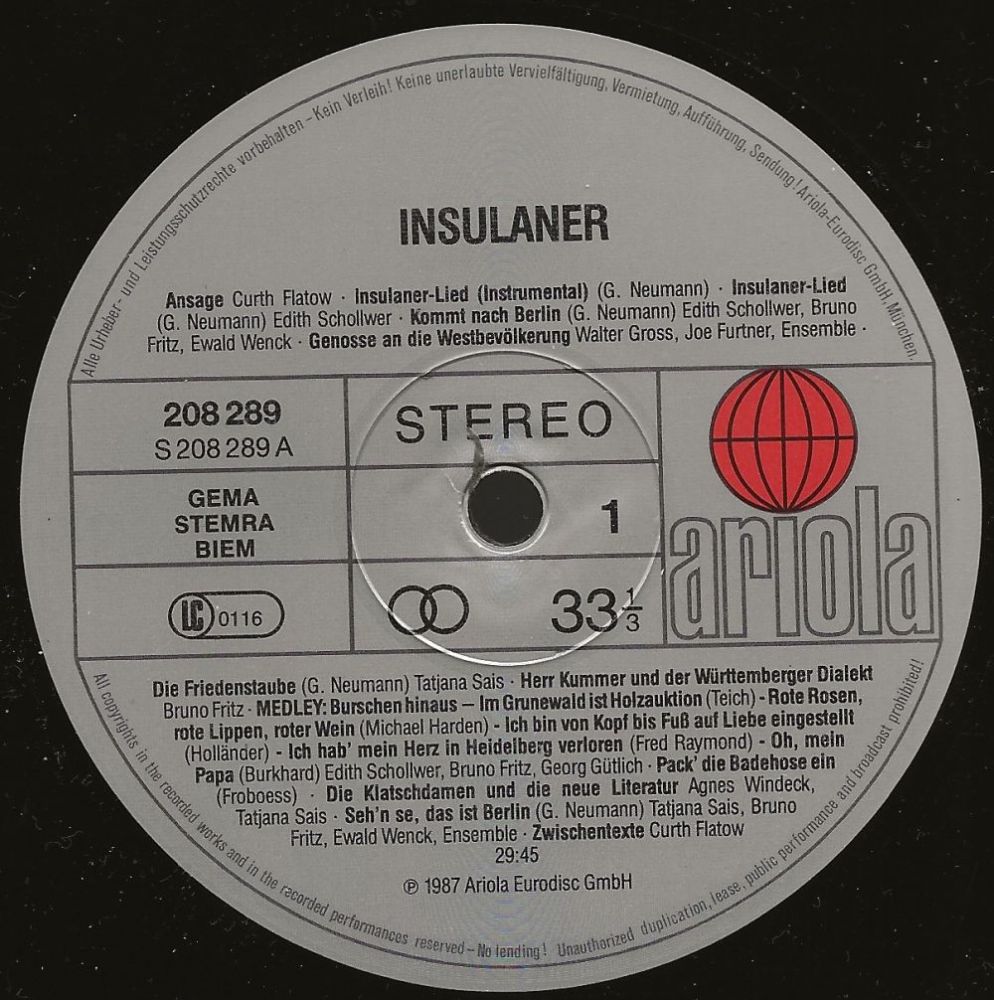 Alle Urheber- und Leistungsschutzrechte vorbehalten – Kein Verleih! Keine unerlaubte Vervielfältigung, Vermietung, Aufführung, Sendung! Ariola-Eurodisc GmbH, München.
INSULANER
Ansage Curth Flatow · Insulaner-Lied (Instrumental) (G. Neumann) · Insulaner-Lied
(G. Neumann) Edith Schollwer · Kommt nach Berlin (G. Neumann) Edith Schollwer, Bruno
Fritz, Ewald Wenck · Genosse an die Westbevölkerung Walter Gross, Joe Furtner, Ensemble ·
208 289
S 208 289 A
STEREO
GEMA
STEMRA
BIEM
1
LC 0116
33 1/3
ariola
Die Friedenstaube (G. Neumann) Tatjana Sais · Herr Kummer und der Württemberger Dialekt
Bruno Fritz · MEDLEY: Burschen hinaus – Im Grunewald ist Holzauktion (Teich) - Rote Rosen,
rote Lippen, roter Wein (Michael Harden) - Ich bin von Kopf bis Fuß auf Liebe eingestellt
(Holländer) - Ich hab' mein Herz in Heidelberg verloren (Fred Raymond) - Oh, mein
Papa (Burkhard) Edith Schollwer, Bruno Fritz, Georg Gütlich · Pack' die Badehose ein
(Froboess) · Die Klatschdamen und die neue Literatur Agnes Windeck,
Tatjana Sais · Seh'n se, das ist Berlin (G. Neumann) Tatjana Sais, Bruno
Fritz, Ewald Wenck, Ensemble · Zwischentexte Curth Flatow
29:45
℗ 1987 Ariola Eurodisc GmbH
All copyrights in the recorded works and in the recorded performances reserved – No lending! Unauthorized duplication, lease, public performance and broadcast prohibited!